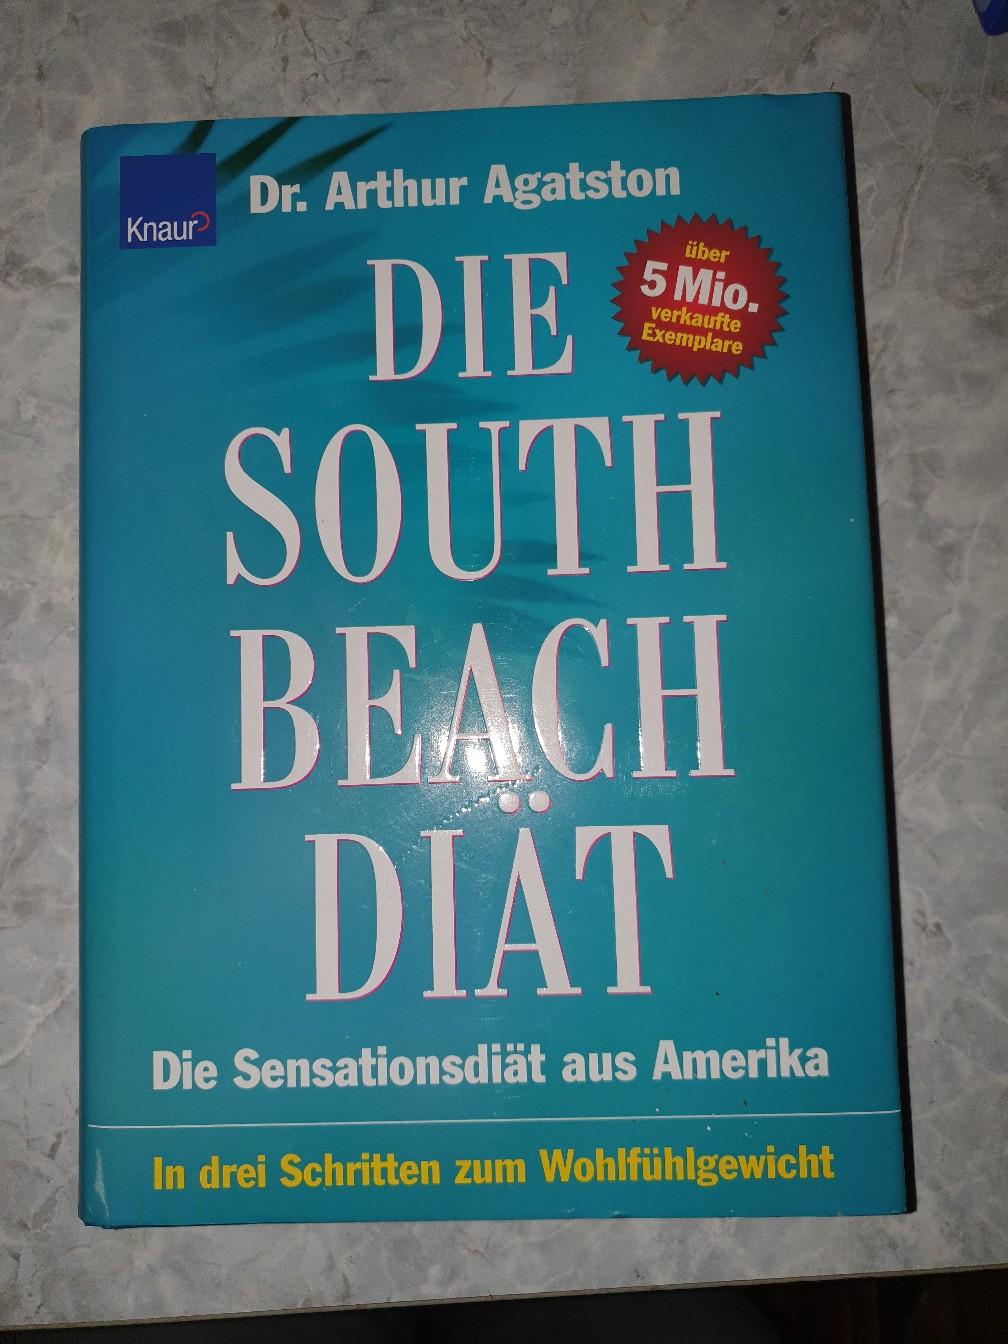 Knaur
Dr. Arthur Agatston
DIE
SOUTH
BEACH
DIÄT
über
5 Mio.
verkaufte
Exemplare
Die Sensationsdiät aus Amerika
In drei Schritten zum Wohlfühlgewicht